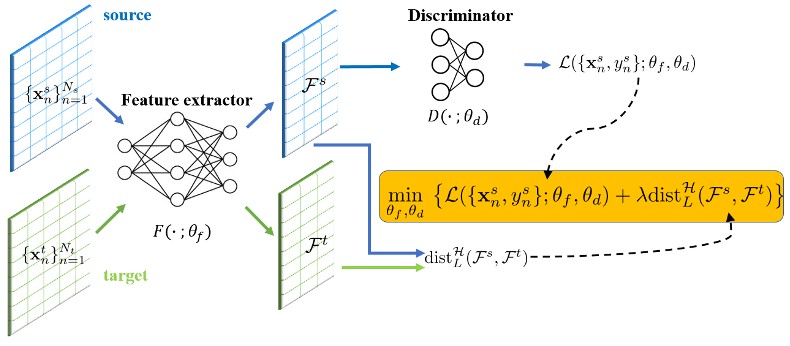 source
Discriminator
{x_n^s}_{n=1}^{N_s}
Feature extractor
F^s
D(· ; θ_d)
L({x_n^s, y_n^s}; θ_f, θ_d)
min_{θ_f,θ_d} {L({x_n^s, y_n^s}; θ_f, θ_d) + λdist_L^H(F^s, F^t)}
F(· ; θ_f)
{x_n^t}_{n=1}^{N_t}
F^t
target
dist_L^H(F^s, F^t)